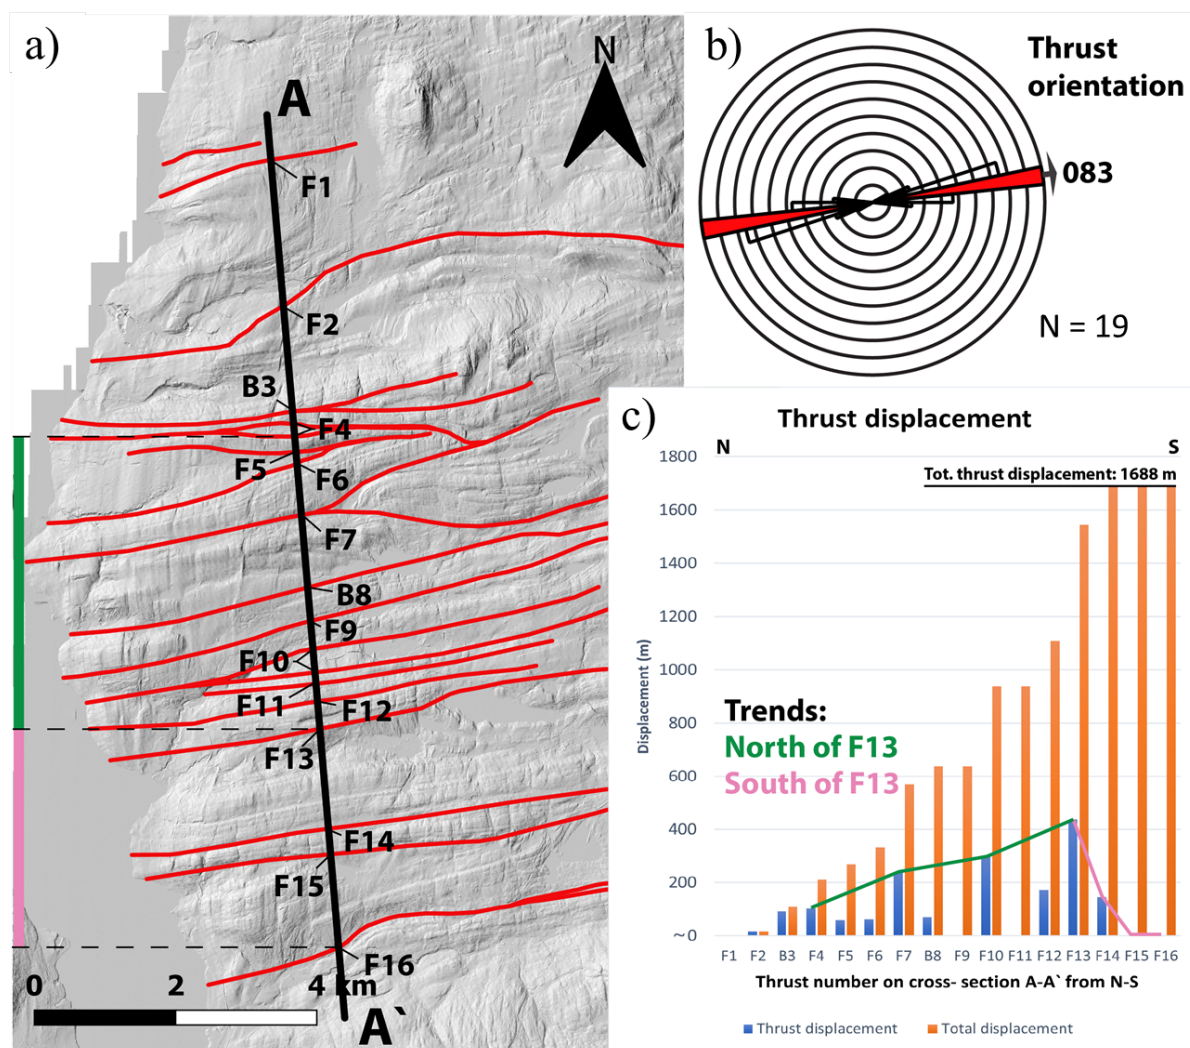 a)
N
A
F1
F2
B3
F4
F5
F6
F7
B8
F9
F10
F11
F12
F13
F14
F15
F16
0 2 4 km
A`
b)
Thrust
orientation
083
N = 19
c)
Thrust displacement
N S
Tot. thrust displacement: 1688 m
1800
1600
1400
1200
1000
800
600
400
200
~0
Displacement (m)
Trends:
North of F13
South of F13
F1 F2 B3 F4 F5 F6 F7 B8 F9 F10 F11 F12 F13 F14 F15 F16
Thrust number on cross- section A-A` from N-S
Thrust displacement Total displacement